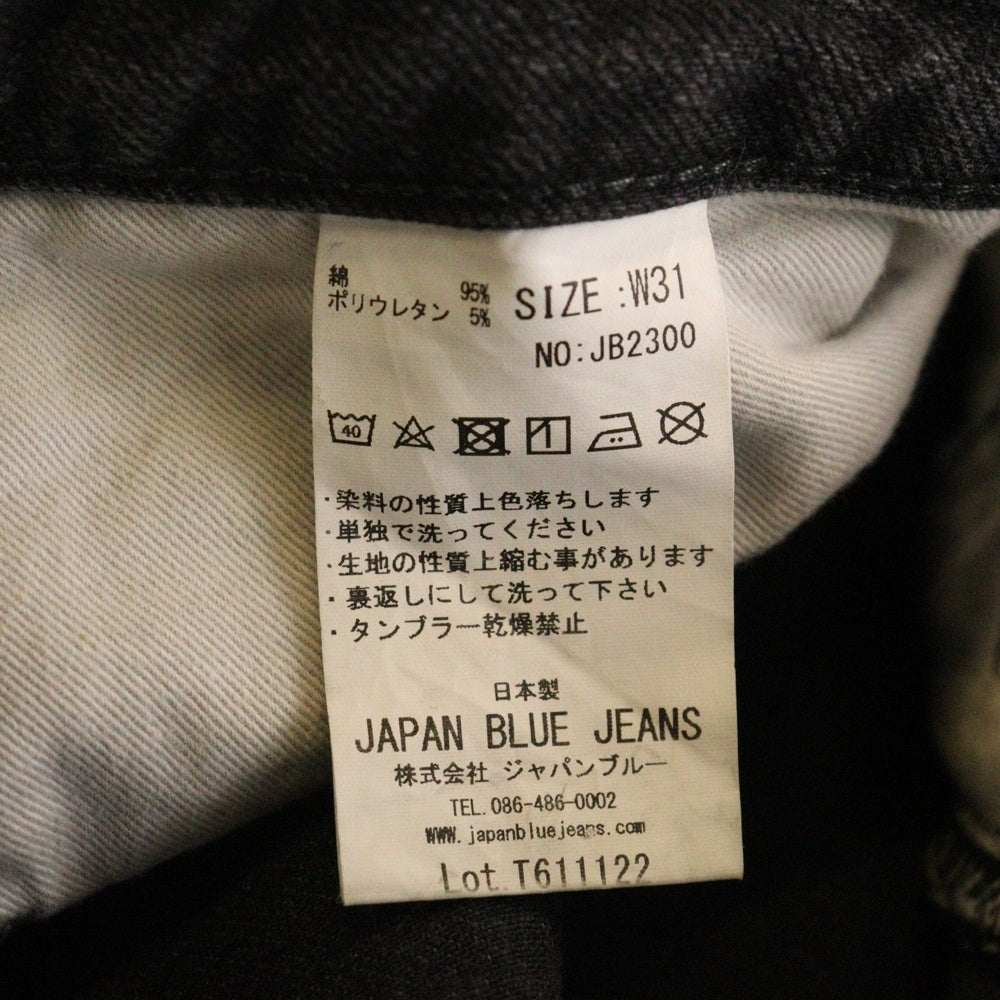 綿 95%
ポリウレタン 5%
SIZE :W31
NO:JB2300
40
・染料の性質上色落ちします
・単独で洗ってください
・生地の性質上縮む事があります
・裏返しにして洗って下さい
・タンブラー乾燥禁止
日本製
JAPAN BLUE JEANS
株式会社 ジャパンブルー
TEL.086-486-0002
WWW.japanbluejeans.com
Lot.T611122